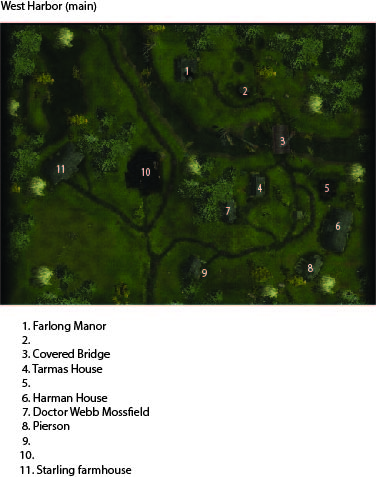 West Harbor (main)
1
2
3
4
5
6
7
8
9
10
11
1. Farlong Manor
2.
3. Covered Bridge
4. Tarmas House
5.
6. Harman House
7. Doctor Webb Mossfield
8. Pierson
9.
10.
11. Starling farmhouse